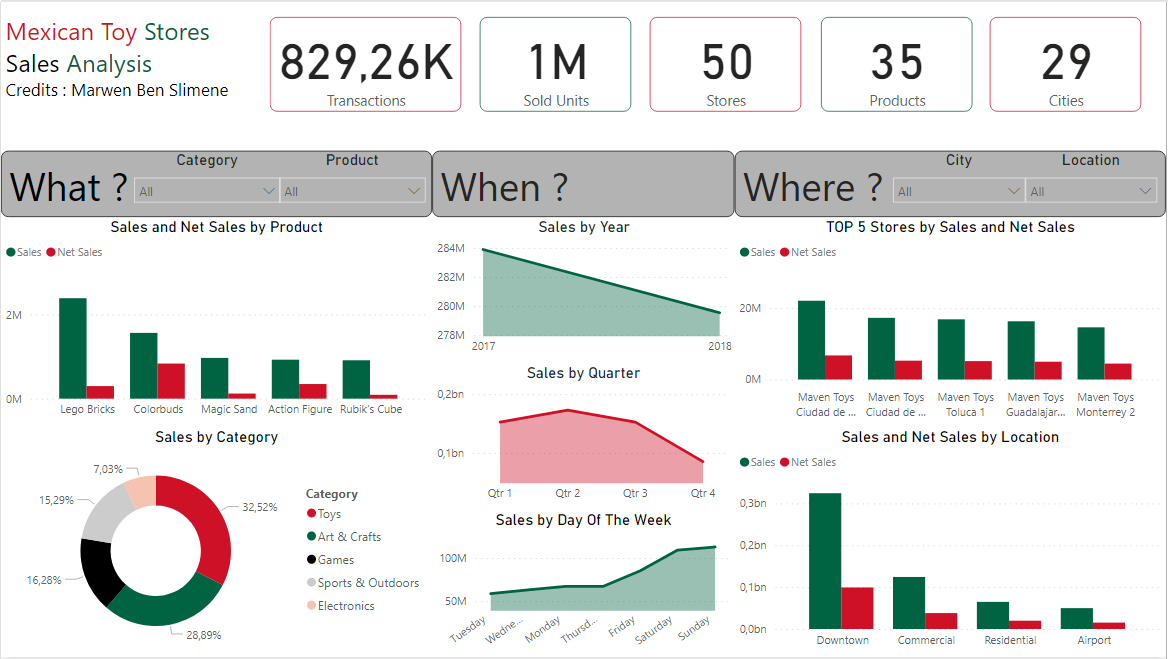 Mexican Toy Stores
Sales Analysis
Credits : Marwen Ben Slimene
829,26K
Transactions
1M
Sold Units
50
Stores
35
Products
29
Cities
What ?
Category
All
Product
All
When ?
Where ?
City
All
Location
All
Sales and Net Sales by Product
Sales Net Sales
2M
0M
Lego Bricks Colorbuds Magic Sand Action Figure Rubik's Cube
Sales by Category
7,03%
15,29%
32,52%
16,28%
28,89%
Category
Toys
Art & Crafts
Games
Sports & Outdoors
Electronics
Sales by Year
284M
282M
280M
278M
2017 2018
Sales by Quarter
0,2bn
0,1bn
Qtr 1 Qtr 2 Qtr 3 Qtr 4
Sales by Day Of The Week
100M
50M
Tuesday Wedne... Monday Thursd... Friday Saturday Sunday
TOP 5 Stores by Sales and Net Sales
Sales Net Sales
20M
0M
Maven Toys Maven Toys Maven Toys Maven Toys Maven Toys
Ciudad de ... Ciudad de ... Toluca 1 Guadalajar... Monterrey 2
Sales and Net Sales by Location
Sales Net Sales
0,3bn
0,2bn
0,1bn
0,0bn
Downtown Commercial Residential Airport